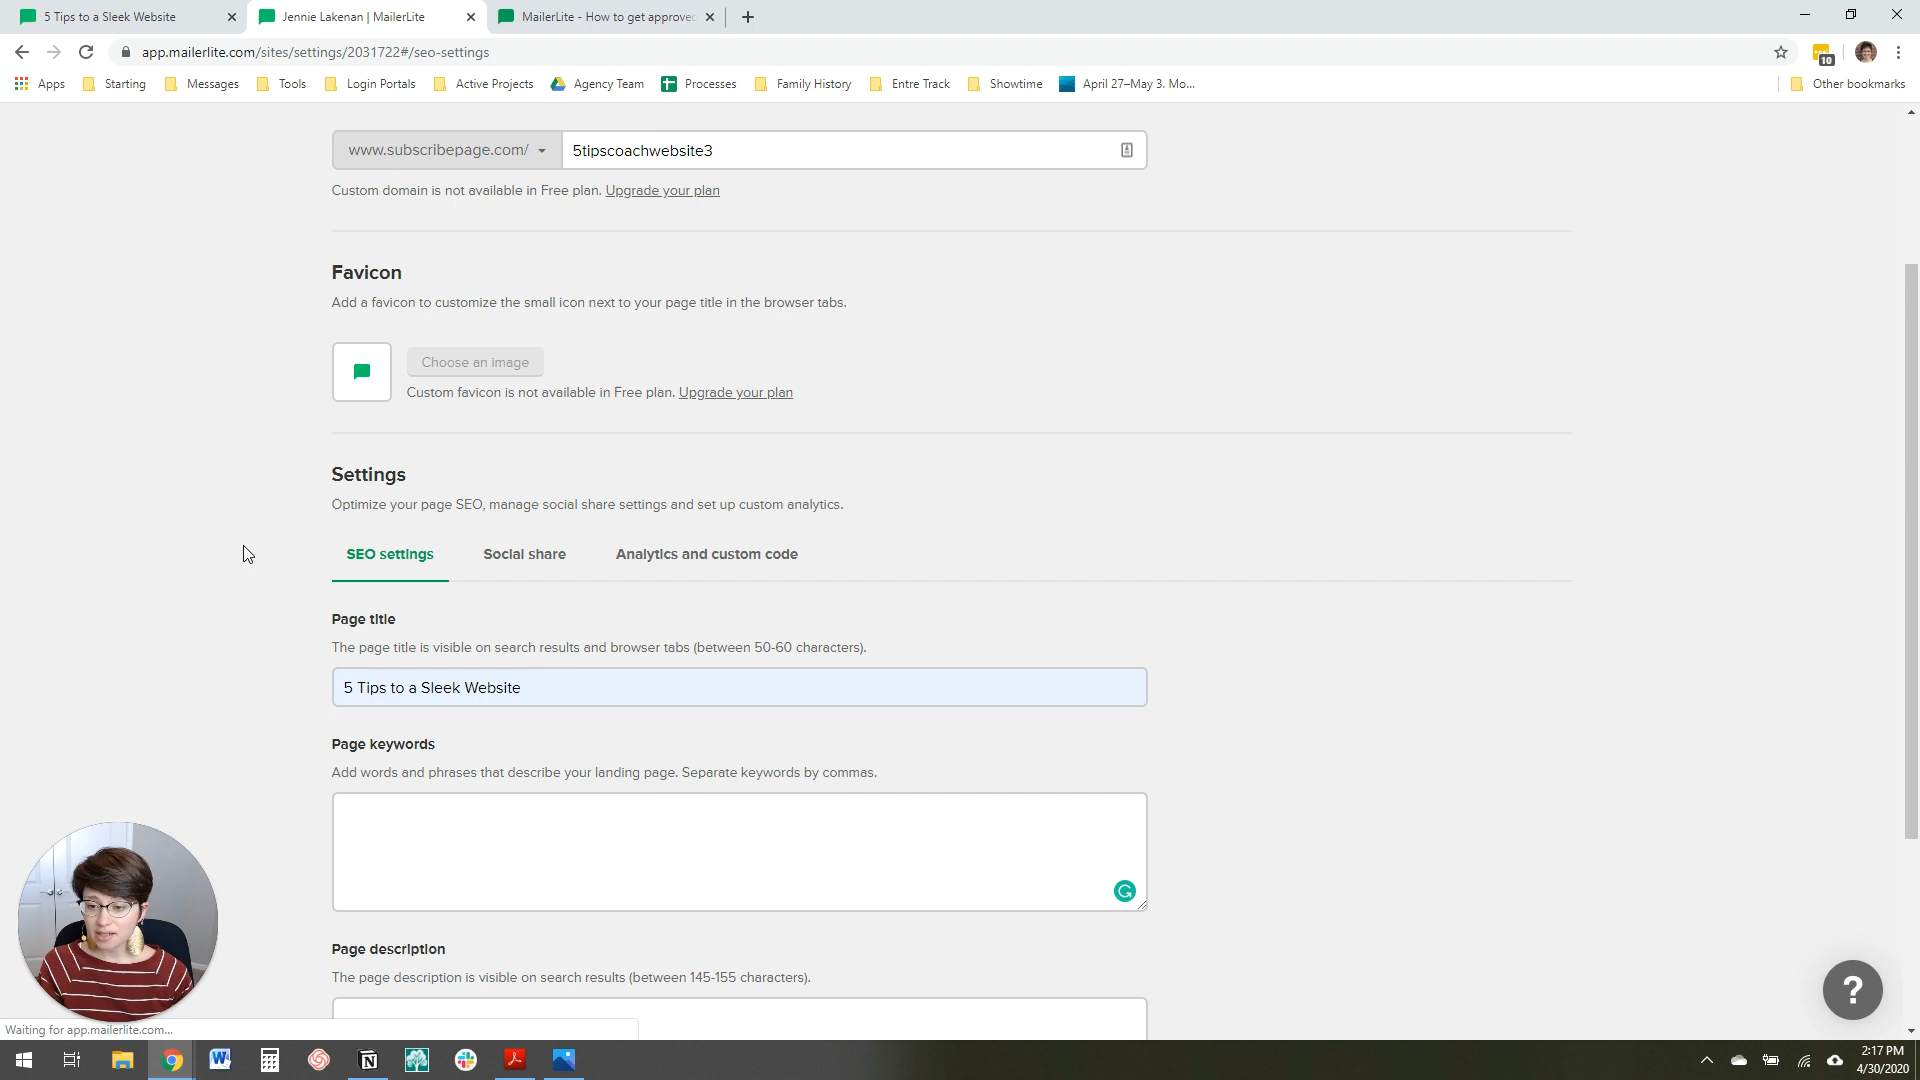 5 Tips to a Sleek Website
Jennie Lakenan | MailerLite
MailerLite - How to get approved
app.mailerlite.com/sites/settings/2031722#/seo-settings
10
Apps
Starting
Messages
Tools
Login Portals
Active Projects
Agency Team
Processes
Family History
Entre Track
Showtime
April 27–May 3. Mo...
Other bookmarks
www.subscribepage.com/
5tipscoachwebsite3
Custom domain is not available in Free plan. Upgrade your plan
Favicon
Add a favicon to customize the small icon next to your page title in the browser tabs.
Choose an image
Custom favicon is not available in Free plan. Upgrade your plan
Settings
Optimize your page SEO, manage social share settings and set up custom analytics.
SEO settings
Social share
Analytics and custom code
Page title
The page title is visible on search results and browser tabs (between 50-60 characters).
5 Tips to a Sleek Website
Page keywords
Add words and phrases that describe your landing page. Separate keywords by commas.
Page description
The page description is visible on search results (between 145-155 characters).
?
Waiting for app.mailerlite.com...
2:17 PM
4/30/2020